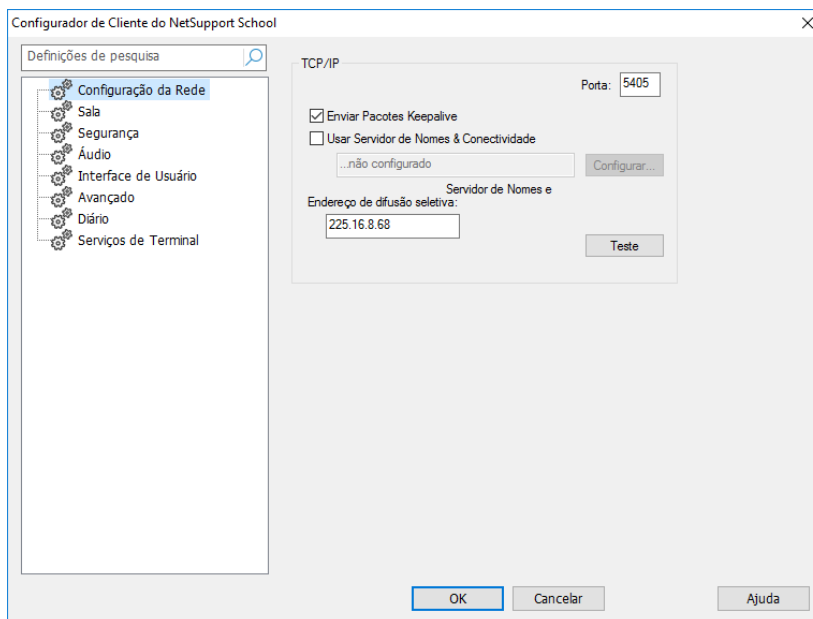 Configurador de Cliente do NetSupport School
Definições de pesquisa
Configuração da Rede
Sala
Segurança
Áudio
Interface de Usuário
Avançado
Diário
Serviços de Terminal
TCP/IP
Porta: 5405
Enviar Pacotes Keepalive
Usar Servidor de Nomes & Conectividade
...não configurado
Configurar...
Servidor de Nomes e
Endereço de difusão seletiva:
225.16.8.68
Teste
OK
Cancelar
Ajuda